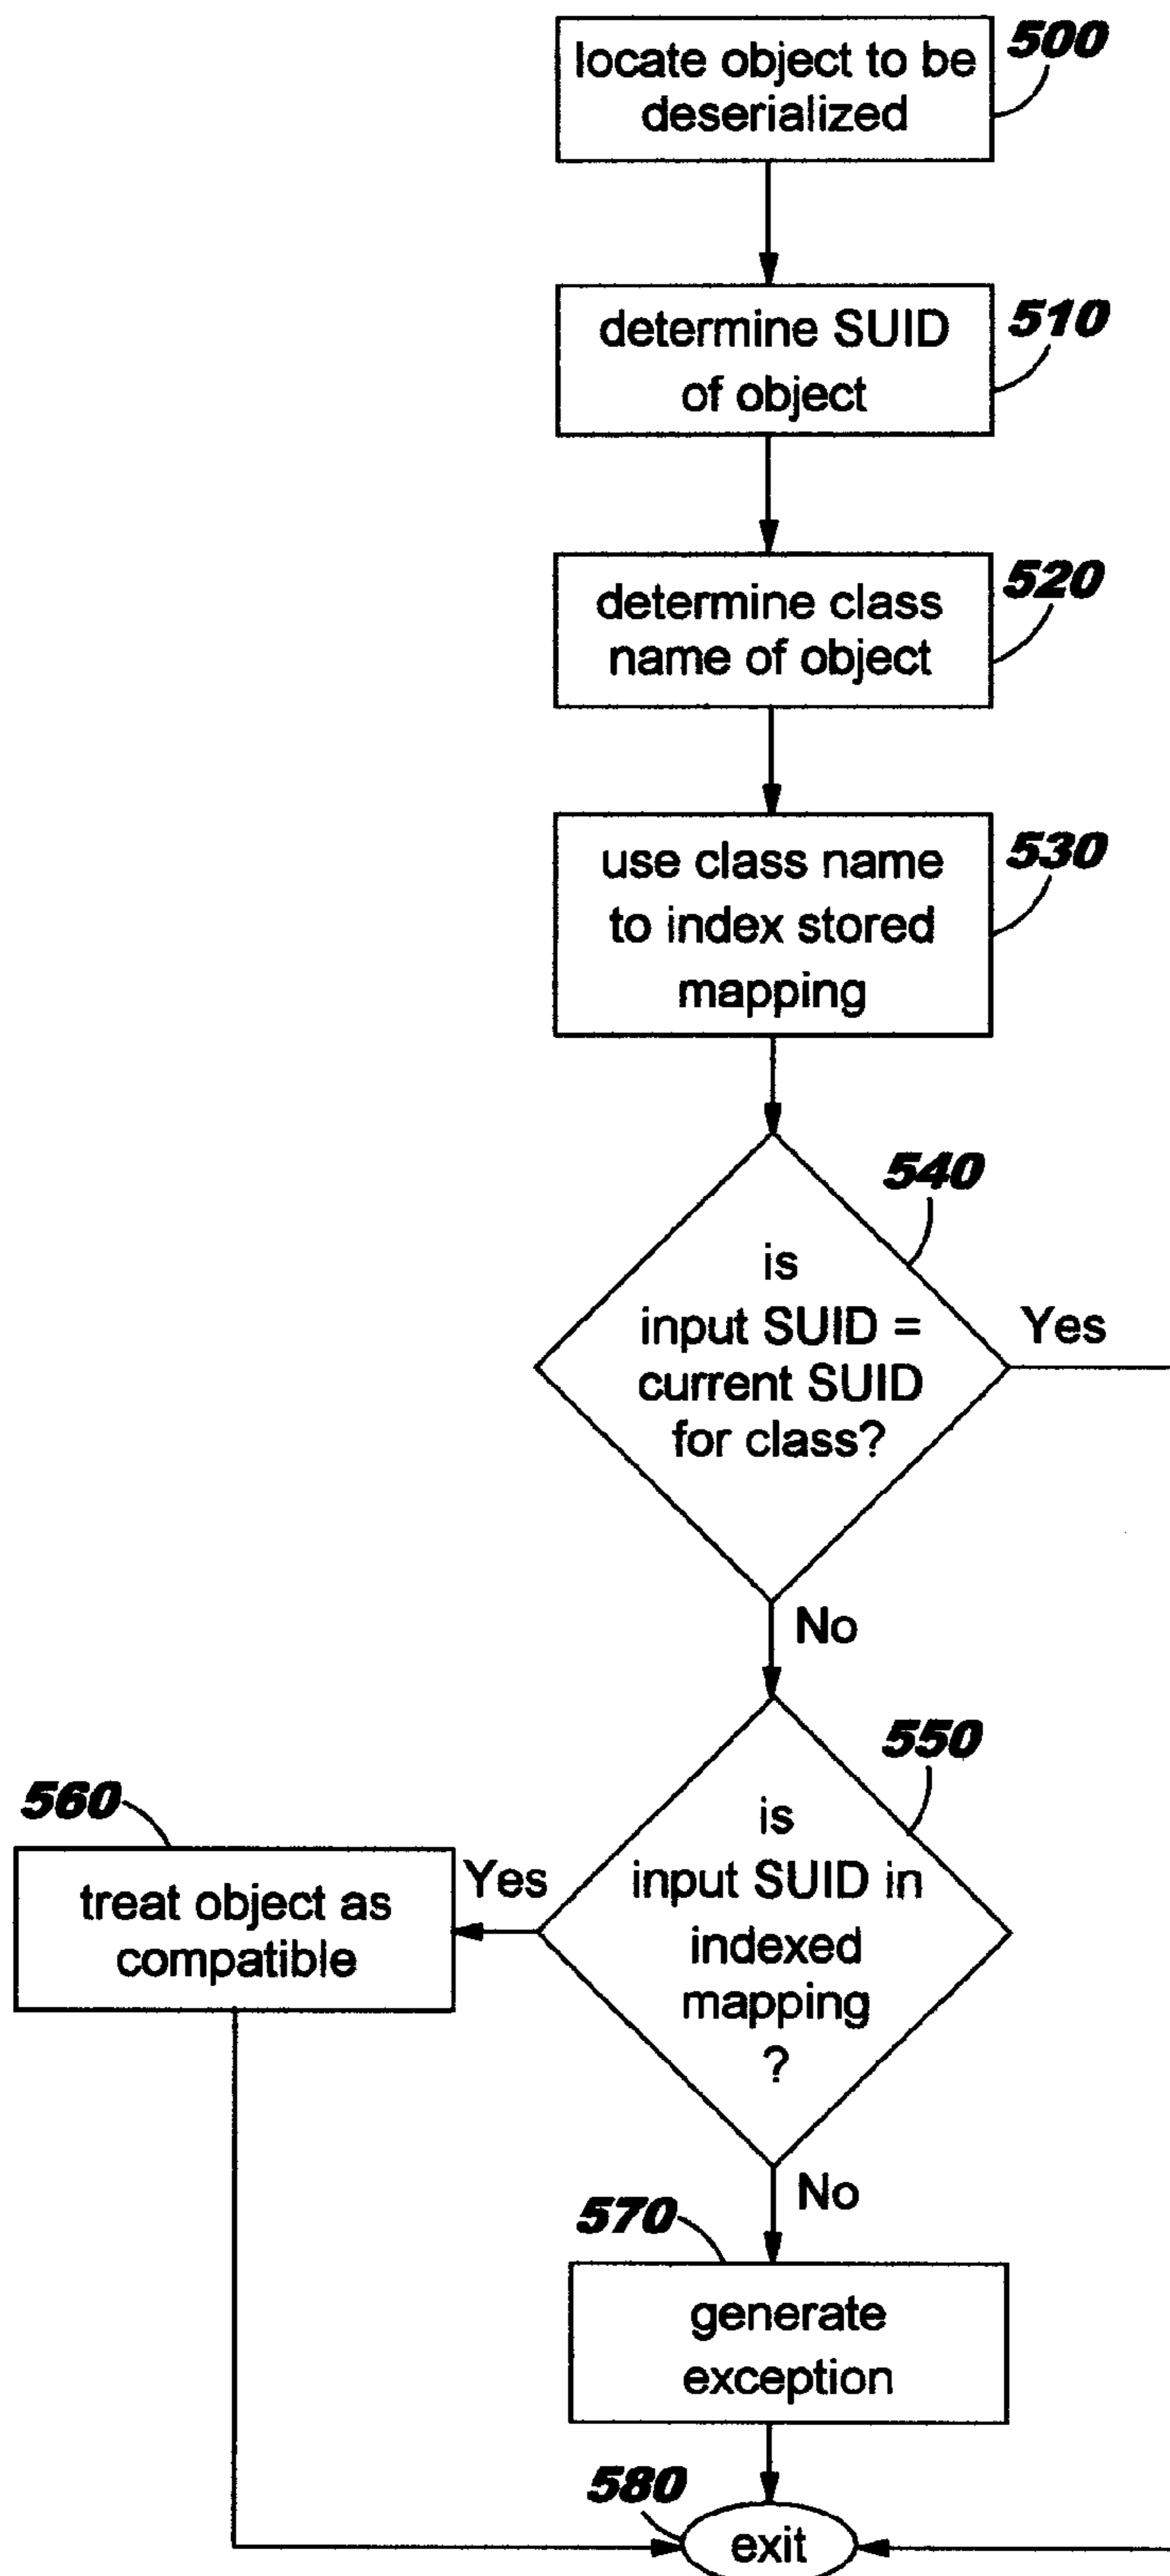 500
locate object to be
deserialized
510
determine SUID
of object
520
determine class
name of object
530
use class name
to index stored
mapping
540
is
input SUID =
current SUID
for class?
Yes
No
550
is
input SUID in
indexed
mapping
?
Yes
560
treat object as
compatible
No
570
generate
exception
580
exit